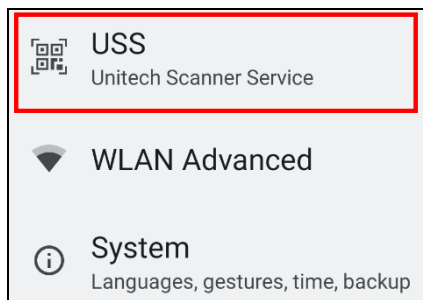 USS
Unitech Scanner Service
WLAN Advanced
System
Languages, gestures, time, backup